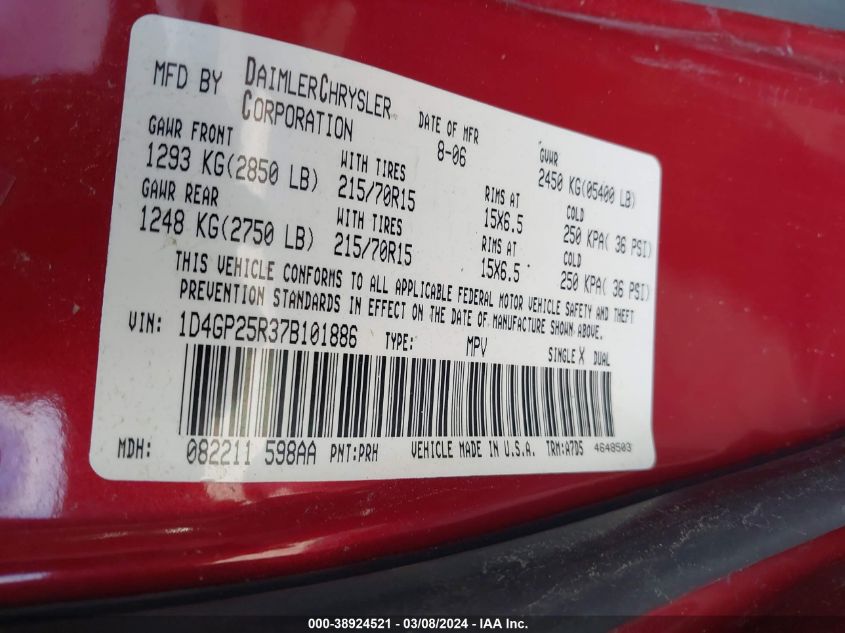 MFD BY DAIMLERCHRYSLER CORPORATION
DATE OF MFR 8-06
GVWR 2450 KG(05400 LB)
GAWR FRONT
1293 KG(2850 LB) WITH TIRES 215/70R15 RIMS AT 15X6.5 COLD 250 KPA( 36 PSI)
GAWR REAR
1248 KG(2750 LB) WITH TIRES 215/70R15 RIMS AT 15X6.5 COLD 250 KPA( 36 PSI)
THIS VEHICLE CONFORMS TO ALL APPLICABLE FEDERAL MOTOR VEHICLE SAFETY AND THEFT
PREVENTION STANDARDS IN EFFECT ON THE DATE OF MANUFACTURE SHOWN ABOVE.
VIN: 1D4GP25R37B101886 TYPE: MPV SINGLE X DUAL
MDH: 082211 598AA PNT:PRH VEHICLE MADE IN U.S.A. TRM:A7D5 4648503
000-38924521 - 03/08/2024 - IAA Inc.